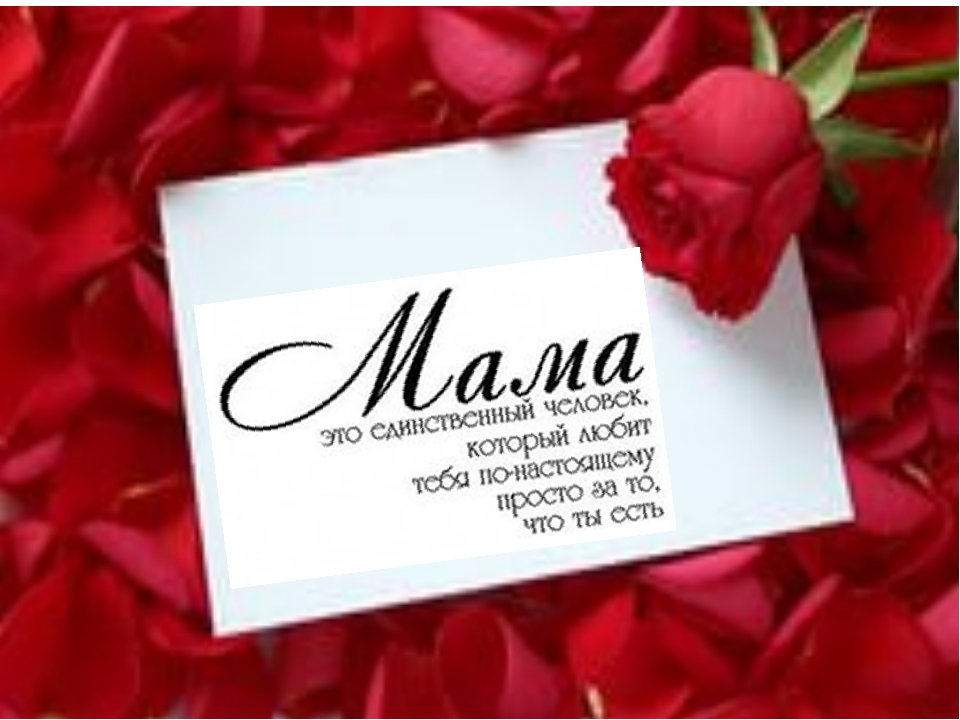 Мама
это единственный человек,
который любит
тебя по-настоящему
просто за то,
что ты есть